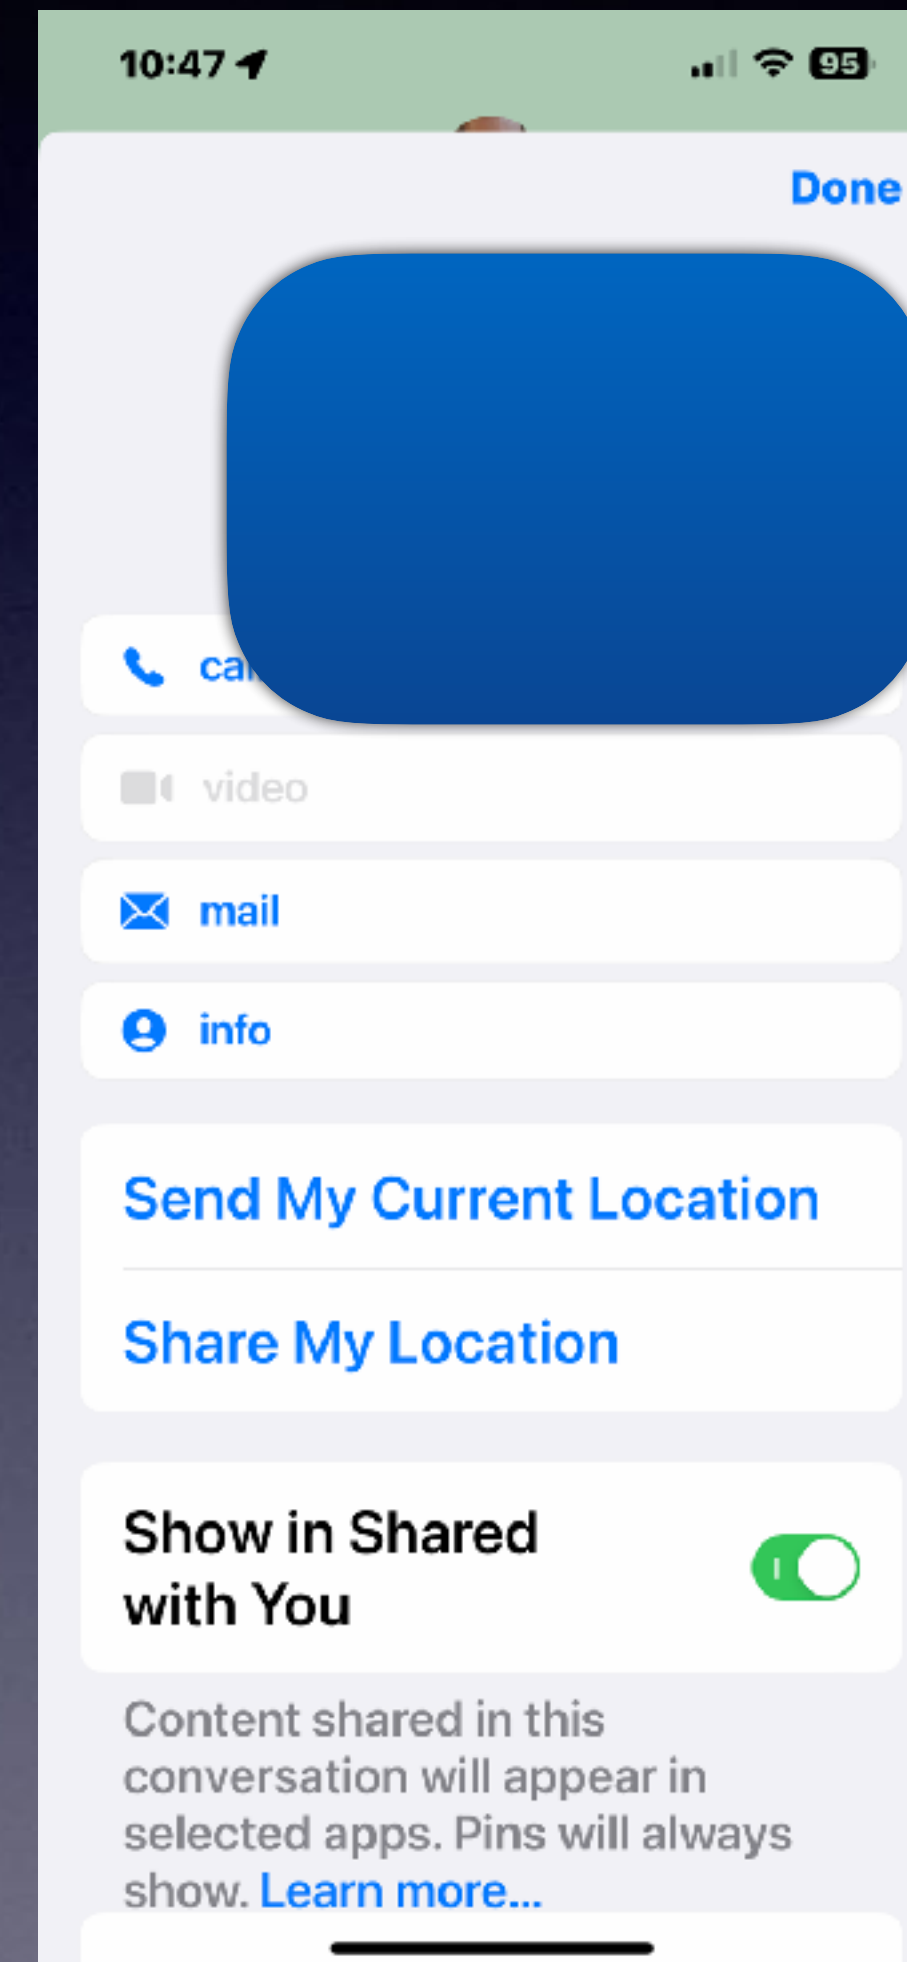 10:47 95
Done
video
mail
info
Send My Current Location
Share My Location
Show in Shared
with You
Content shared in this
conversation will appear in
selected apps. Pins will always
show. Learn more...